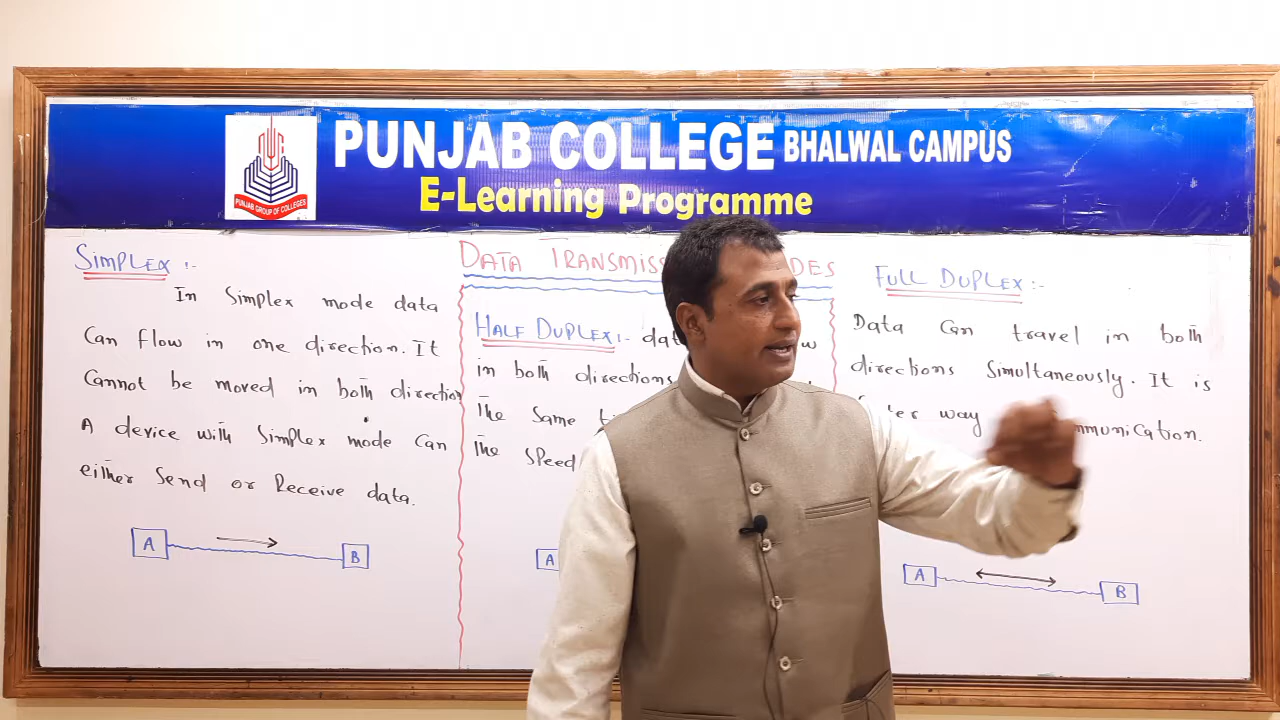 PUNJAB COLLEGE BHALWAL CAMPUS
E-Learning Programme
PUNJAB GROUP OF COLLEGES
DATA TRANSMISS DES
SIMPLEX :-
In Simplex mode data
Can flow in one direction. It
Cannot be moved in both direction
A device with Simplex mode Can
either Send or Receive data.
A B
HALF DUPLEX :-
in both directions
The Same
The Speed
A
FULL DUPLEX :-
Data Can travel in both
directions Simultaneously. It is
way mmunication.
A B